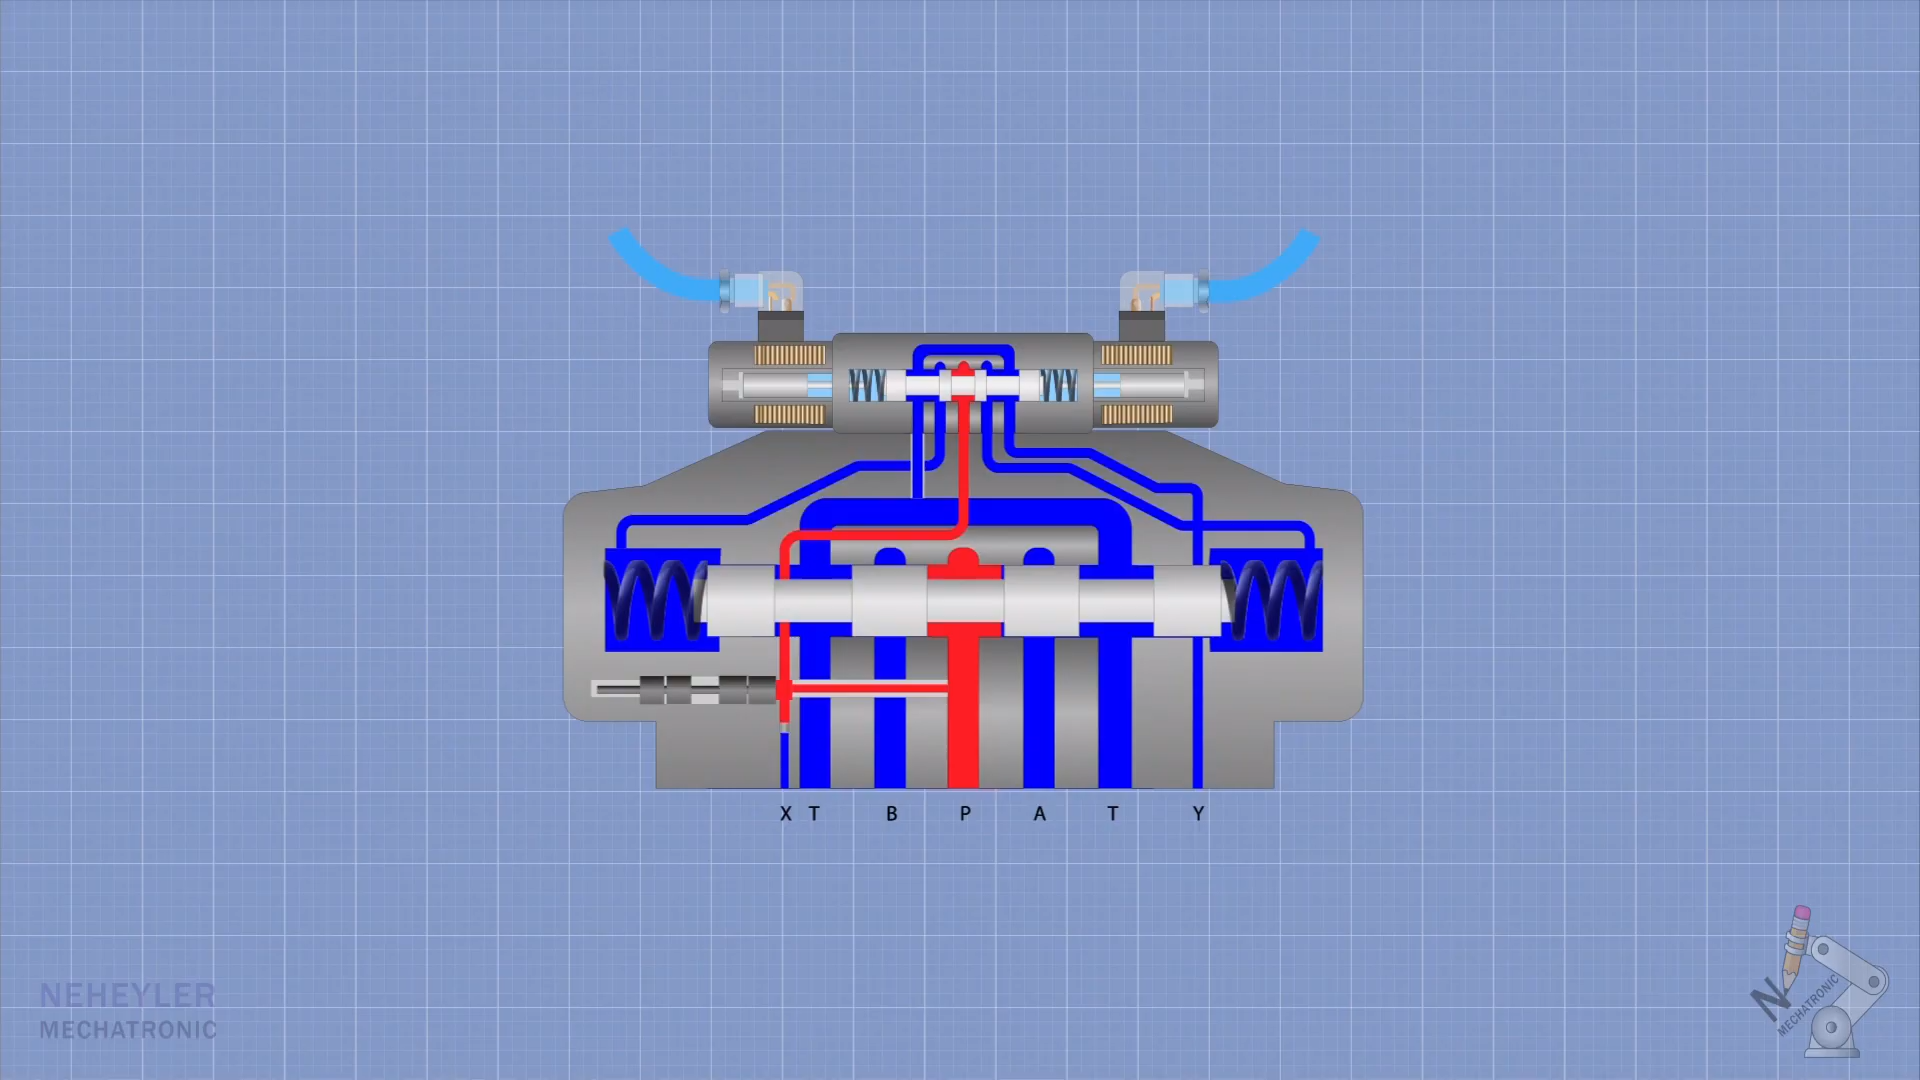 X T B P A T Y
NEHEYLER
MECHATRONIC
N
MECHATRONIC